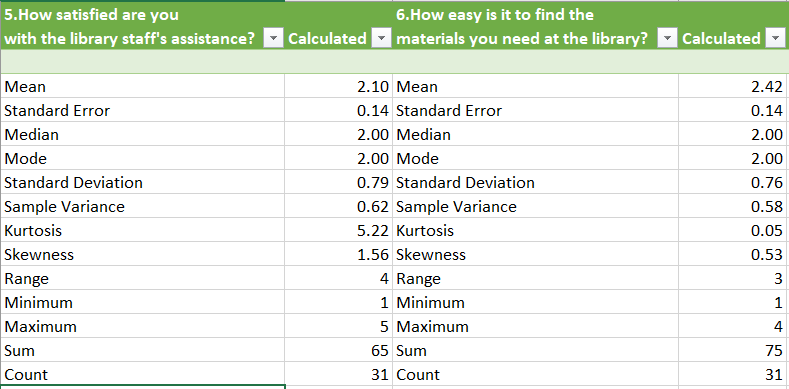 5.How satisfied are you
with the library staff's assistance? Calculated
6.How easy is it to find the
materials you need at the library? Calculated
Mean 2.10 Mean 2.42
Standard Error 0.14 Standard Error 0.14
Median 2.00 Median 2.00
Mode 2.00 Mode 2.00
Standard Deviation 0.79 Standard Deviation 0.76
Sample Variance 0.62 Sample Variance 0.58
Kurtosis 5.22 Kurtosis 0.05
Skewness 1.56 Skewness 0.53
Range 4 Range 3
Minimum 1 Minimum 1
Maximum 5 Maximum 4
Sum 65 Sum 75
Count 31 Count 31